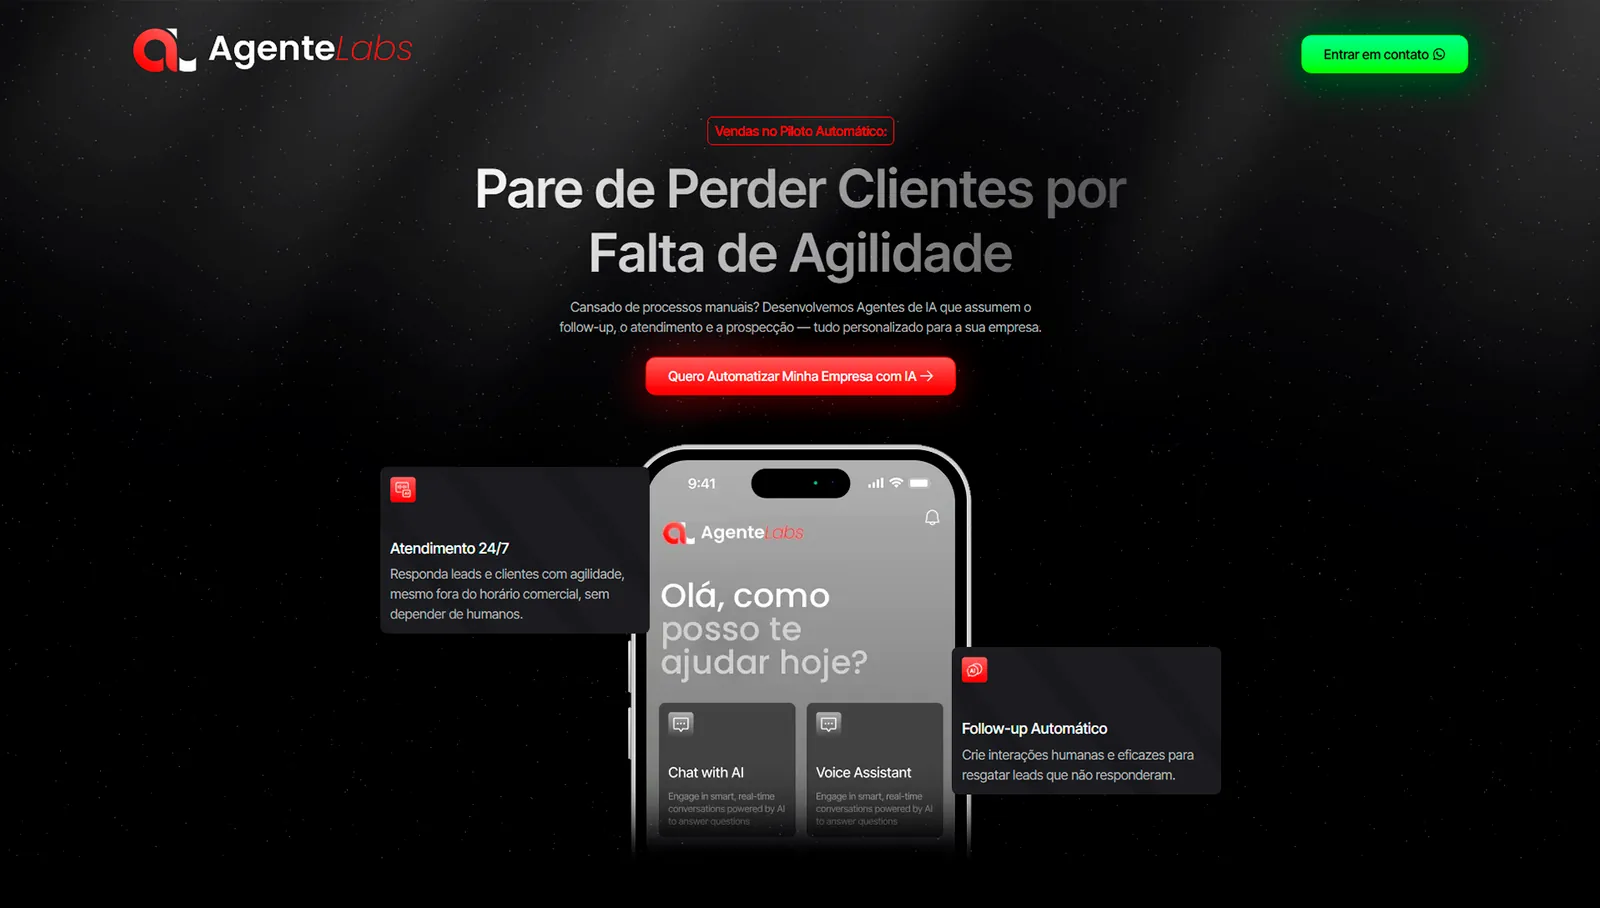 AgenteLabs
Entrar em contato
Vendas no Piloto Automático:
Pare de Perder Clientes por
Falta de Agilidade
Cansado de processos manuais? Desenvolvemos Agentes de IA que assumem o
follow-up, o atendimento e a prospecção — tudo personalizado para a sua empresa.
Quero Automatizar Minha Empresa com IA →
Atendimento 24/7
Responda leads e clientes com agilidade,
mesmo fora do horário comercial, sem
depender de humanos.
9:41
AgenteLabs
Olá, como
posso te
ajudar hoje?
Chat with AI
Engage in smart, real-time
conversations powered by AI
to answer questions
Voice Assistant
Engage in smart, real-time
conversations powered by AI
to answer questions
AI
Follow-up Automático
Crie interações humanas e eficazes para
resgatar leads que não responderam.